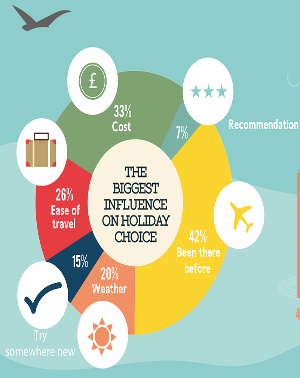 £
33%
Cost
7%
Recommendation
THE
BIGGEST
INFLUENCE
ON HOLIDAY
CHOICE
26%
Ease of
travel
42%
Been there
before
15%
20%
Weather
Try
somewhere new
4